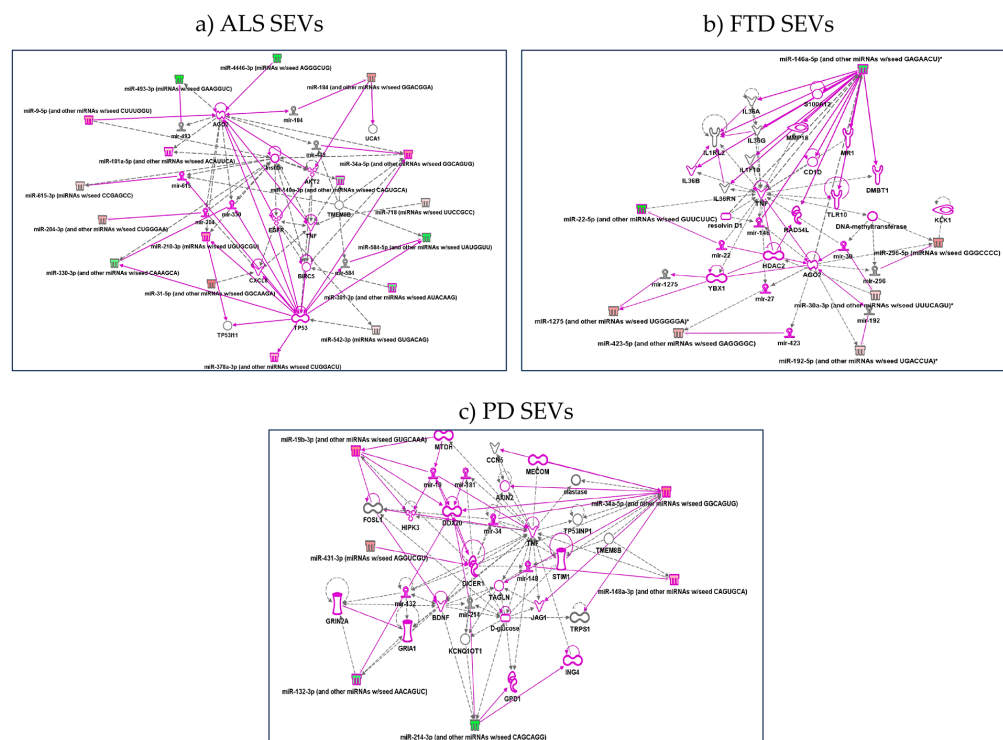 a) ALS SEVs
b) FTD SEVs
miR-4446-3p (miRNAs w/seed AGGGCUG)
miR-493-3p (miRNAs w/seed GAAGGUC)
miR-184 (and other miRNAs w/seed GGACGGA)
miR-9-5p (and other miRNAs w/seed CUUUGGU)
AGO2
mir-184
mir-493
UCA1
miR-181a-5p (and other miRNAs w/seed ACAUUCA)
miR-34a-5p (and other miRNAs w/seed GGCAGUG)
Insulin
AKT2
mir-615
miR-148a-3p (and other miRNAs w/seed CAGUGCA)
miR-615-3p (miRNAs w/seed CCGAGCC)
TMEM8B
mir-330
miR-718 (miRNAs w/seed UUCCGCC)
miR-204-3p (miRNAs w/seed CUGGGAA)
mir-204
EGFR
TNF
miR-210-3p (miRNAs w/seed UGUGCGU)
miR-584-5p (miRNAs w/seed UAUGGUU)
miR-330-3p (and other miRNAs w/seed CAAAGCA)
BIRC5
mir-584
CXCL8
miR-31-5p (and other miRNAs w/seed GGCAAGA)
miR-381-3p (and other miRNAs w/seed AUACAAG)
TP53I11
TP53
miR-542-3p (miRNAs w/seed GUGACAG)
miR-378a-3p (and other miRNAs w/seed CUGGACU)
miR-146a-5p (and other miRNAs w/seed GAGAACU)*
IL36A
S100A12
IL36G
MMP16
IL1RL2
MR1
IL1F10
CD1D
IL36B
IL36RN
DMBT1
TNF
TLR10
miR-22-5p (and other miRNAs w/seed GUUCUUC)
resolvin D1
RAD54L
KLK1
mir-146
DNA-methyltransferase
mir-22
mir-30
miR-296-5p (miRNAs w/seed GGGCCCC)
HDAC2
AGO2
mir-1275
YBX1
mir-296
mir-27
miR-30a-3p (and other miRNAs w/seed UUUCAGU)*
miR-1275 (and other miRNAs w/seed UGGGGGA)*
mir-192
miR-423-5p (and other miRNAs w/seed GAGGGGC)
mir-423
miR-192-5p (and other miRNAs w/seed UGACCUA)*
c) PD SEVs
miR-19b-3p (and other miRNAs w/seed GUGCAAA)
MTDH
CCN5
MECOM
mir-19
mir-181
elastase
AXIN2
miR-34a-5p (and other miRNAs w/seed GGCAGUG)
FOSL1
HIPK3
DDX20
mir-34
TP53INP1
TNF
miR-431-3p (miRNAs w/seed AGGUCGU)
TMEM8B
DICER1
mir-148
STIM1
miR-148a-3p (and other miRNAs w/seed CAGUGCA)
mir-132
TAGLN
GRIN2A
BDNF
mir-214
D-glucose
JAG1
TRPS1
GRIA1
KCNQ1OT1
ING4
miR-132-3p (and other miRNAs w/seed AACAGUC)
GPD1
miR-214-3p (and other miRNAs w/seed CAGCAGG)